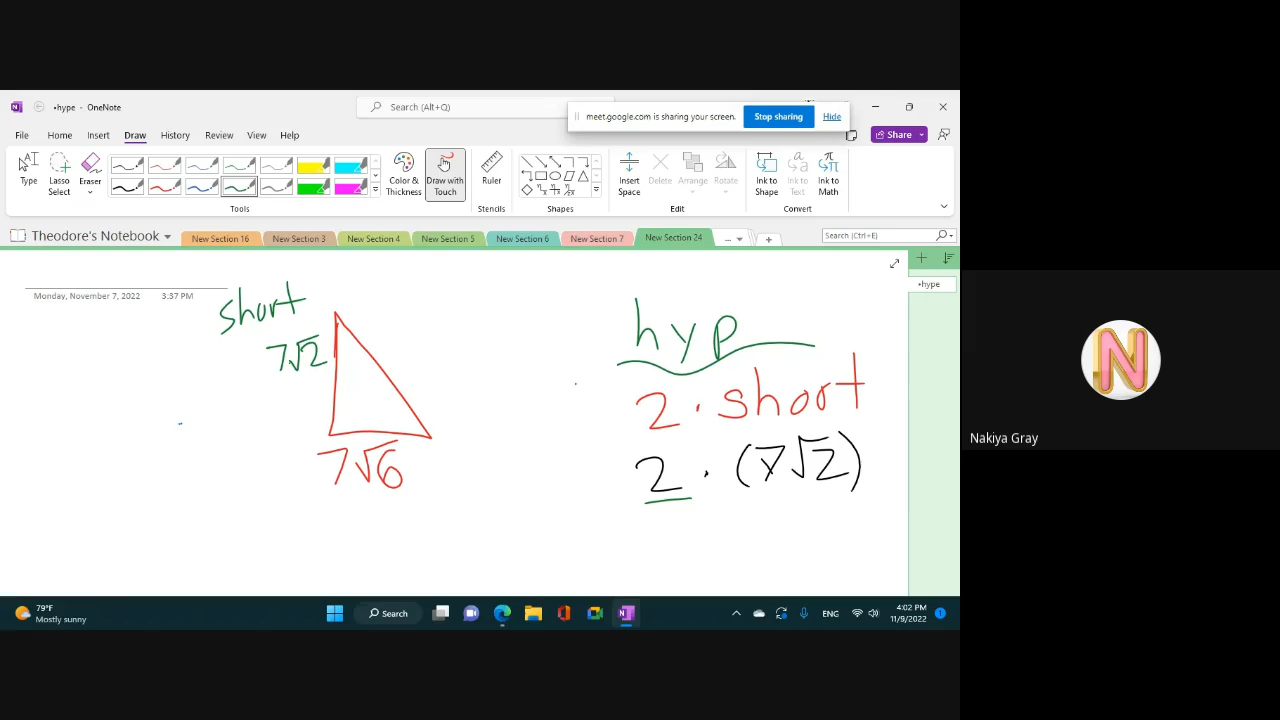 •hype - OneNote
Search (Alt+Q)
meet.google.com is sharing your screen.
Stop sharing
Hide
File Home Insert Draw History Review View Help
Share
Type
Lasso Select
Eraser
Color & Thickness
Draw with Touch
Ruler
Insert Space
Delete
Arrange
Rotate
Ink to Shape
Ink to Text
Ink to Math
Tools
Stencils
Shapes
Edit
Convert
Theodore's Notebook
New Section 16
New Section 3
New Section 4
New Section 5
New Section 6
New Section 7
New Section 24
...
Search (Ctrl+E)
•hype
Monday, November 7, 2022 3:37 PM
short
7√2
7√6
hyp
2 · short
2 · (7√2)
Nakiya Gray
79°F
Mostly sunny
Search
ENG
4:02 PM
11/9/2022
1